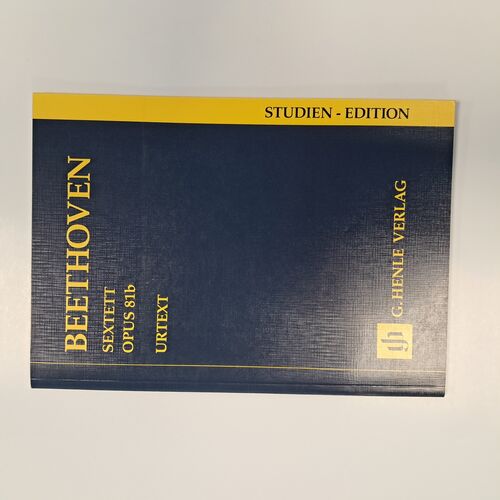 STUDIEN - EDITION
BEETHOVEN
SEXTETT
OPUS 81b
URTEXT
G. HENLE VERLAG